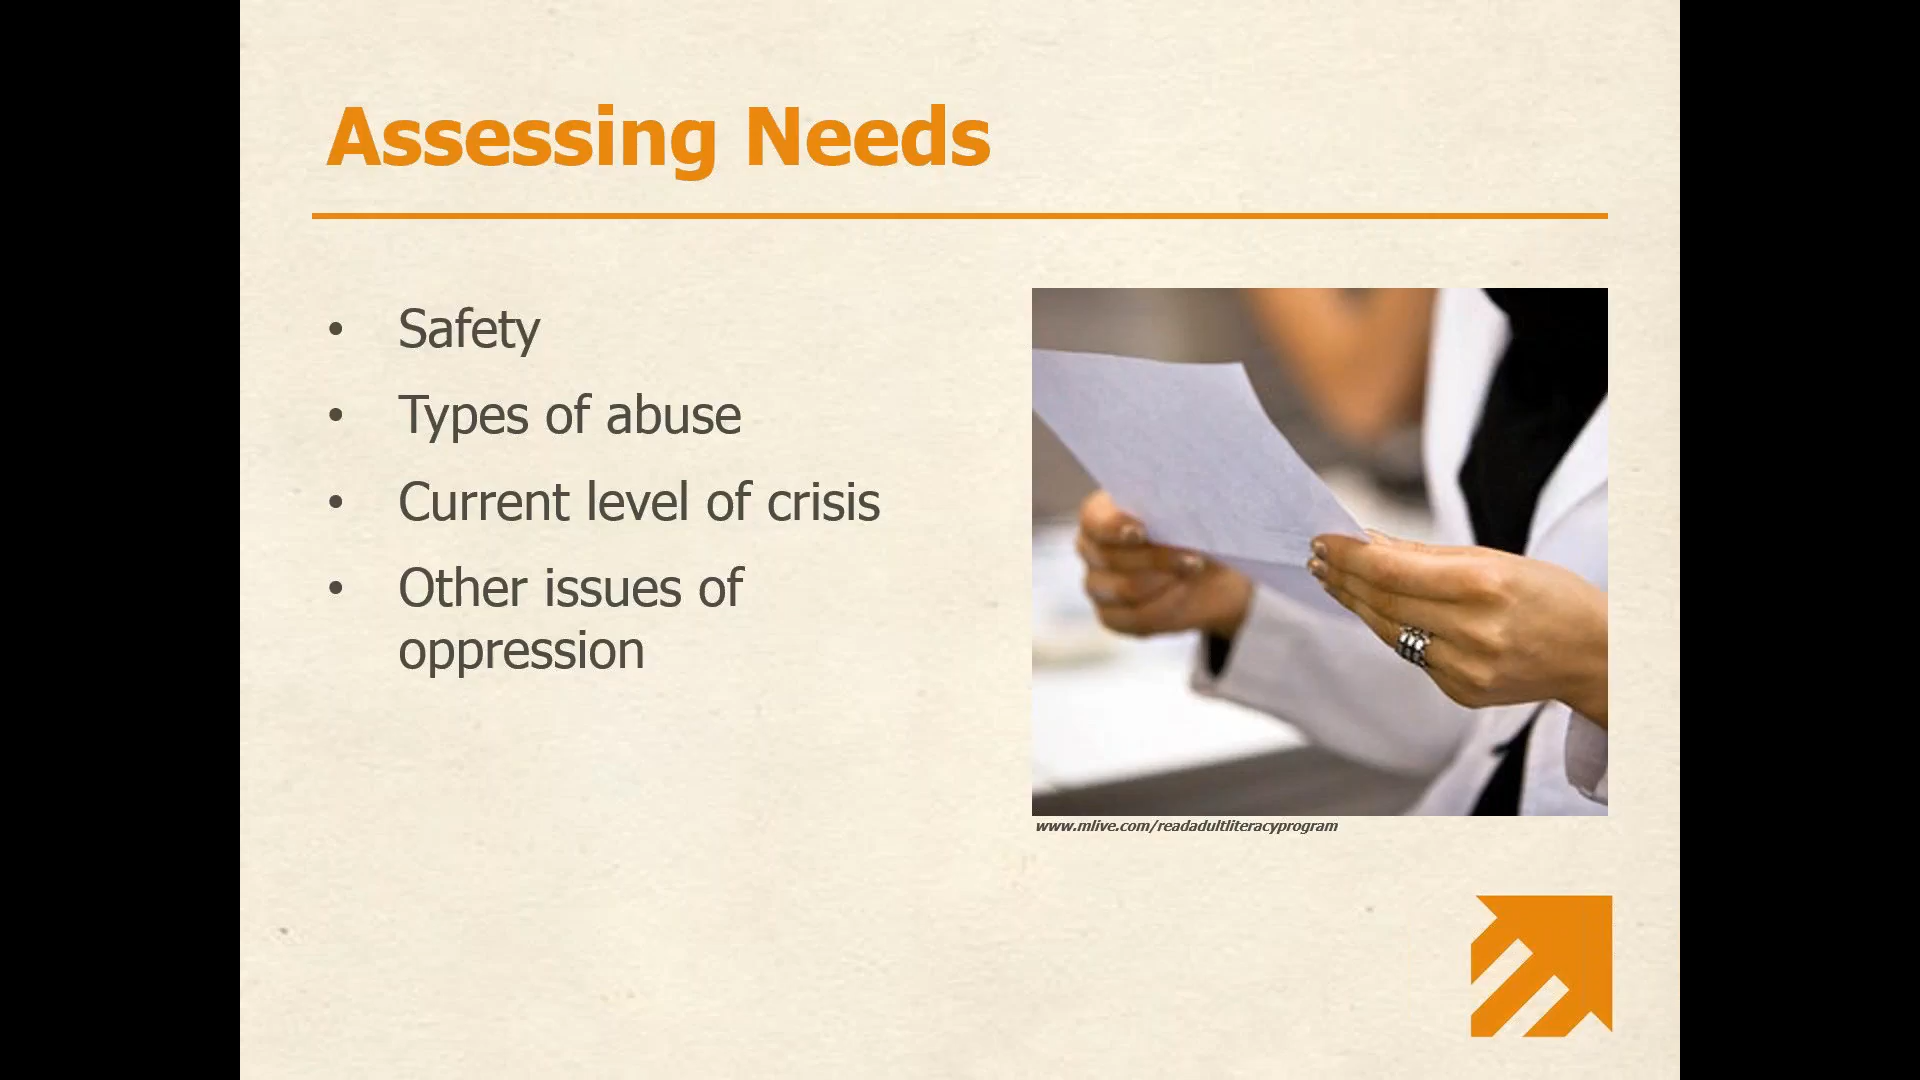 Assessing Needs
• Safety
• Types of abuse
• Current level of crisis
• Other issues of
oppression
www.mlive.com/readadultliteracyprogram